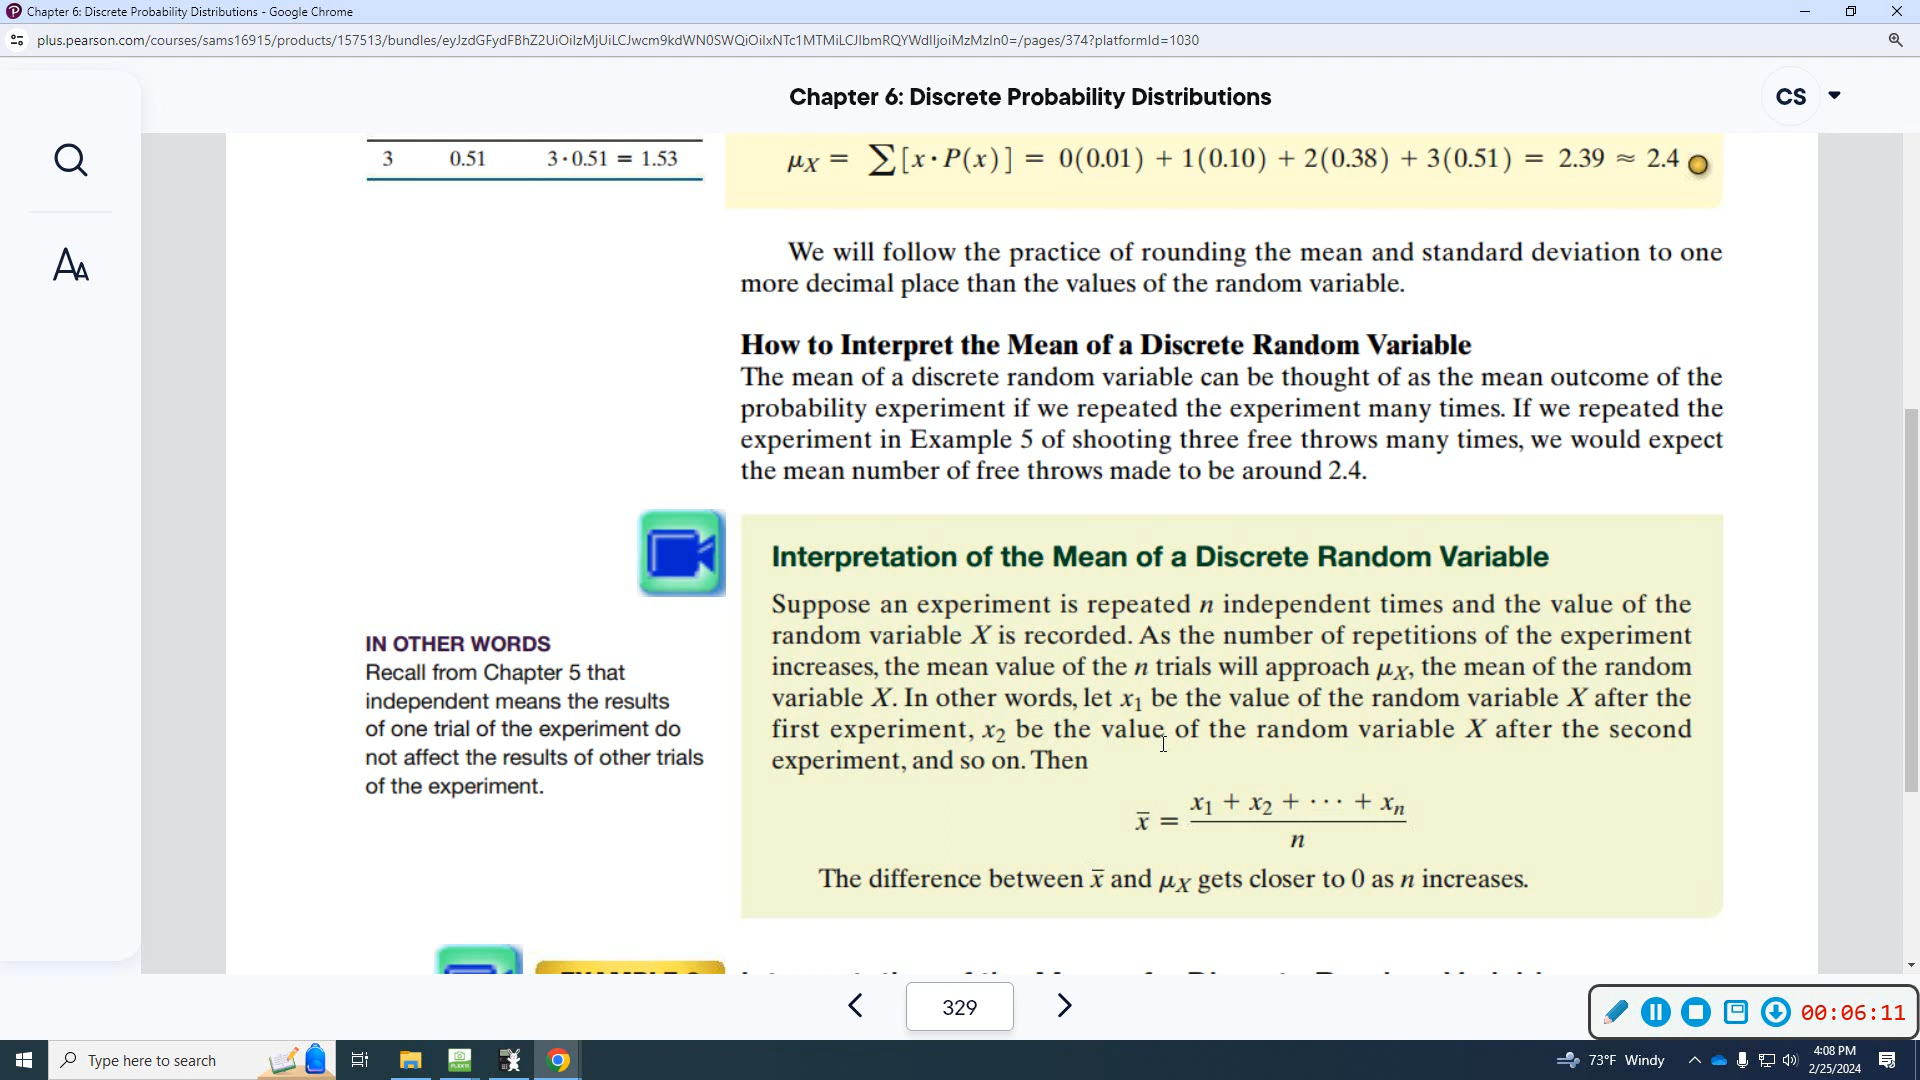 Chapter 6: Discrete Probability Distributions - Google Chrome
plus.pearson.com/courses/sams16915/products/157513/bundles/eyJzdGFydFBhZ2UiOiIzMjUiLCJwcm9kdWN0SWQiOiIxNTc1MTMiLCJlbmRQYWdlIjoiMzMzIn0=/pages/374?platformId=1030
Chapter 6: Discrete Probability Distributions
CS
3 0.51 3 · 0.51 = 1.53
μX = ∑[x · P(x)] = 0(0.01) + 1(0.10) + 2(0.38) + 3(0.51) = 2.39 ≈ 2.4
We will follow the practice of rounding the mean and standard deviation to one
more decimal place than the values of the random variable.
How to Interpret the Mean of a Discrete Random Variable
The mean of a discrete random variable can be thought of as the mean outcome of the
probability experiment if we repeated the experiment many times. If we repeated the
experiment in Example 5 of shooting three free throws many times, we would expect
the mean number of free throws made to be around 2.4.
Interpretation of the Mean of a Discrete Random Variable
Suppose an experiment is repeated n independent times and the value of the
random variable X is recorded. As the number of repetitions of the experiment
increases, the mean value of the n trials will approach μX, the mean of the random
variable X. In other words, let x1 be the value of the random variable X after the
first experiment, x2 be the value of the random variable X after the second
experiment, and so on. Then
x̄ = (x1 + x2 + · · · + xn) / n
The difference between x̄ and μX gets closer to 0 as n increases.
IN OTHER WORDS
Recall from Chapter 5 that
independent means the results
of one trial of the experiment do
not affect the results of other trials
of the experiment.
329
00:06:11
Type here to search
73°F Windy
4:08 PM
2/25/2024